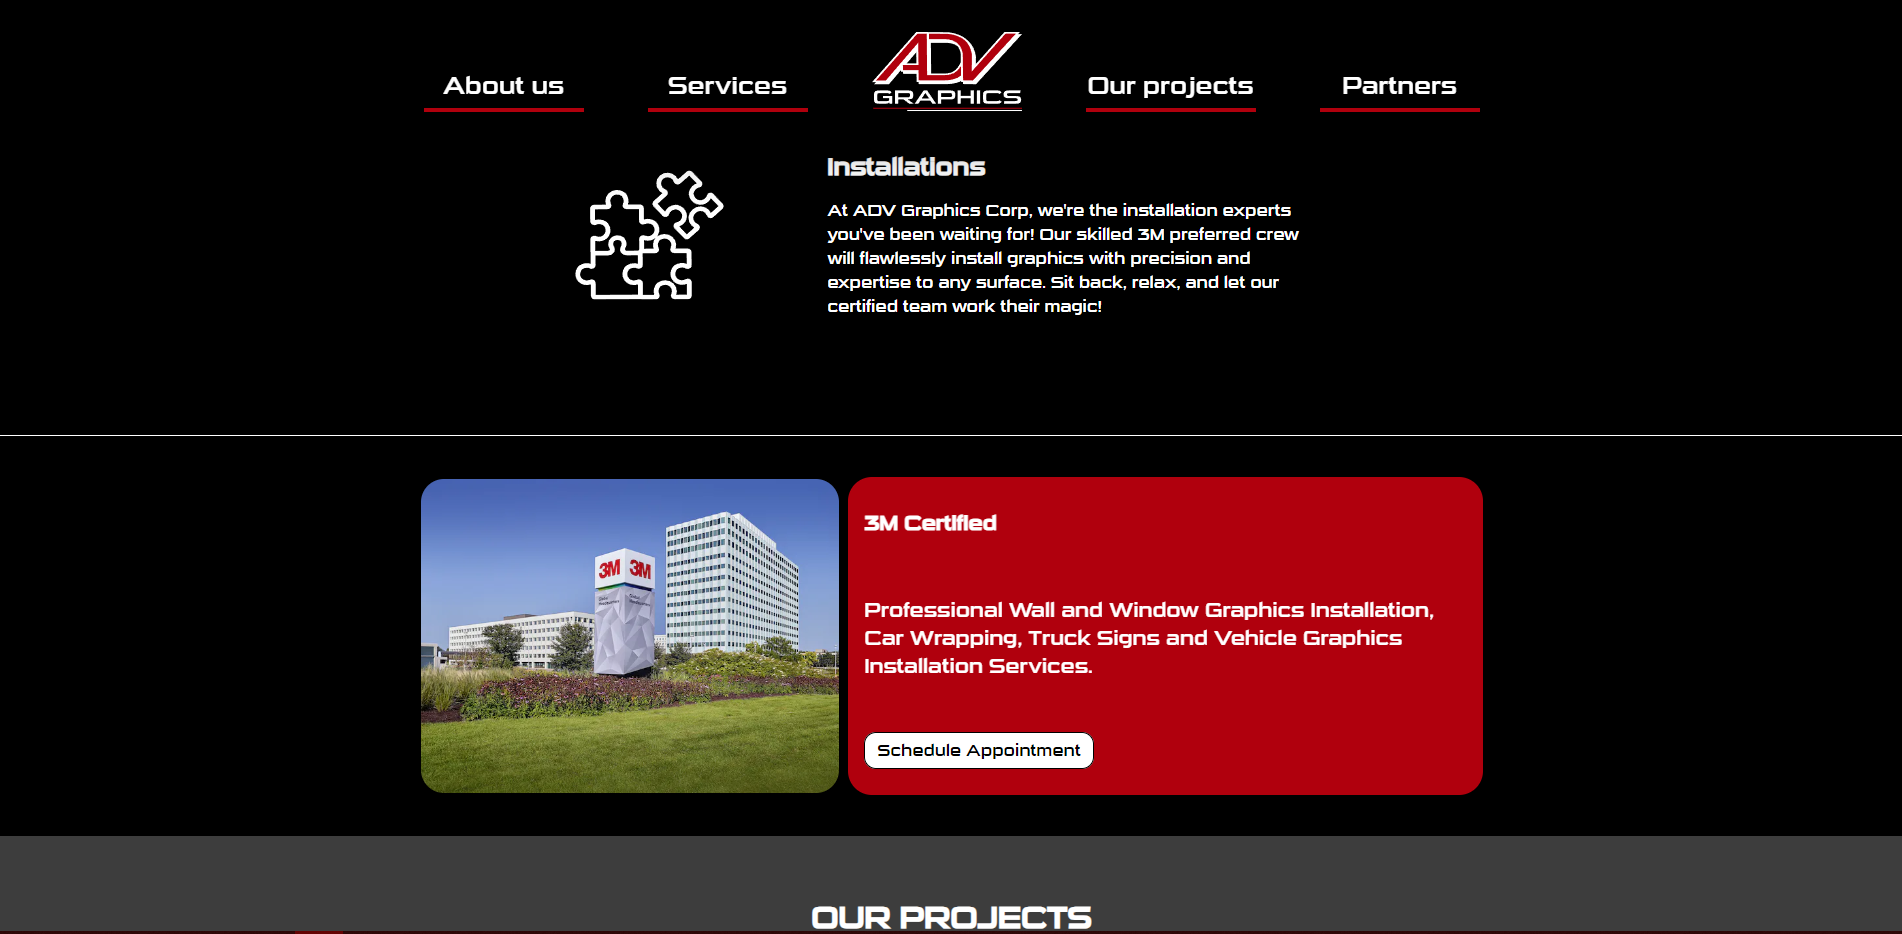 About us
Services
ADV
GRAPHICS
Our projects
Partners
Installations
At ADV Graphics Corp, we're the installation experts
you've been waiting for! Our skilled 3M preferred crew
will flawlessly install graphics with precision and
expertise to any surface. Sit back, relax, and let our
certified team work their magic!
3M 3M
3M Certified
Professional Wall and Window Graphics Installation,
Car Wrapping, Truck Signs and Vehicle Graphics
Installation Services.
Schedule Appointment
OUR PROJECTS